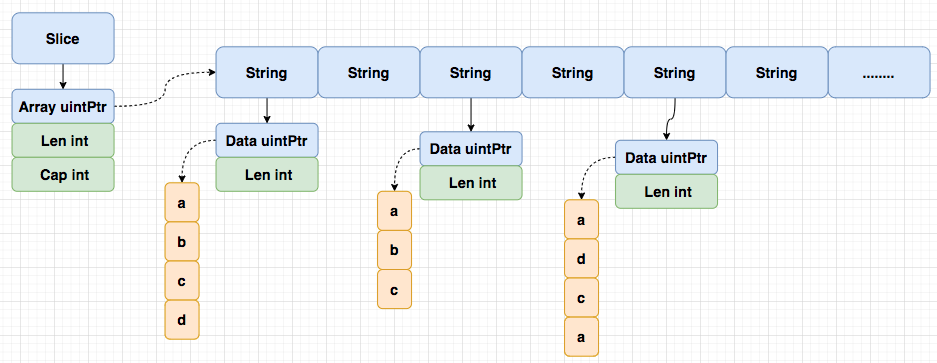 Slice
Array uintPtr
Len int
Cap int
String String String String String String ........
Data uintPtr
Len int
a
b
c
d
Data uintPtr
Len int
a
b
c
Data uintPtr
Len int
a
d
c
a